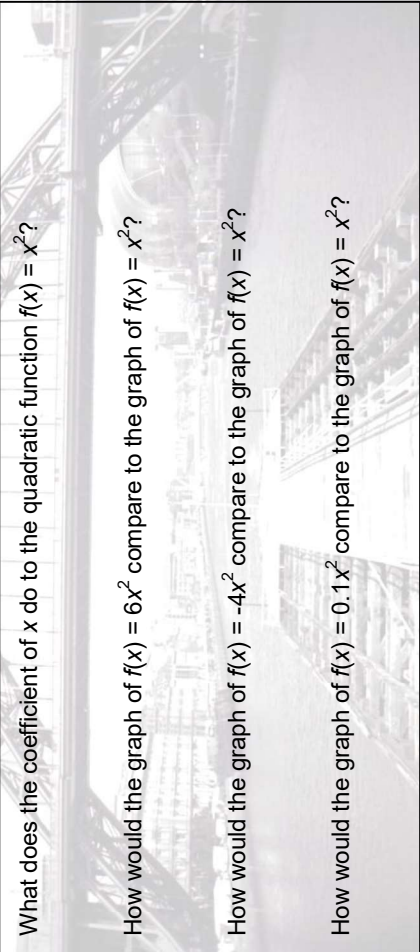 What does the coefficient of x do to the quadratic function f(x) = x²?
How would the graph of f(x) = 6x² compare to the graph of f(x) = x²?
How would the graph of f(x) = -4x² compare to the graph of f(x) = x²?
How would the graph of f(x) = 0.1x² compare to the graph of f(x) = x²?